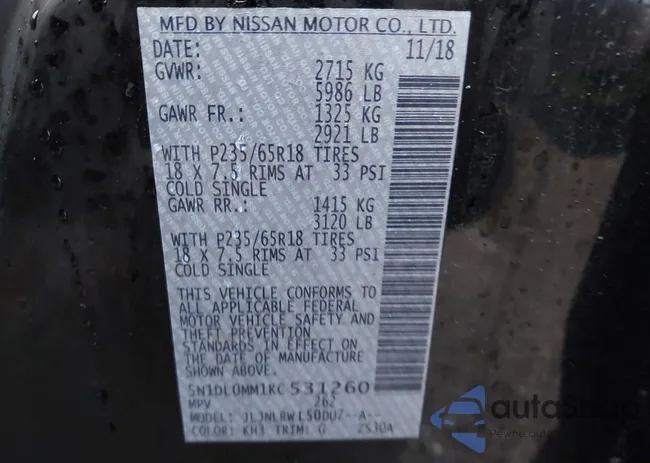 MFD BY NISSAN MOTOR CO., LTD.
DATE: 11/18
GVWR: 2715 KG
5986 LB
GAWR FR.: 1325 KG
2921 LB
WITH P235/65R18 TIRES
18 X 7.5 RIMS AT 33 PSI
COLD SINGLE
GAWR RR.: 1415 KG
3120 LB
WITH P235/65R18 TIRES
18 X 7.5 RIMS AT 33 PSI
COLD SINGLE
THIS VEHICLE CONFORMS TO
ALL APPLICABLE FEDERAL
MOTOR VEHICLE SAFETY AND
THEFT PREVENTION
STANDARDS IN EFFECT ON
THE DATE OF MANUFACTURE
SHOWN ABOVE.
5N1DL0MM1KC531260
MPV 262
MODEL: JLJNLRWL50DUZ--A--
COLOR: KH3 TRIM: G 2530A
autoStrada
Pewne auto